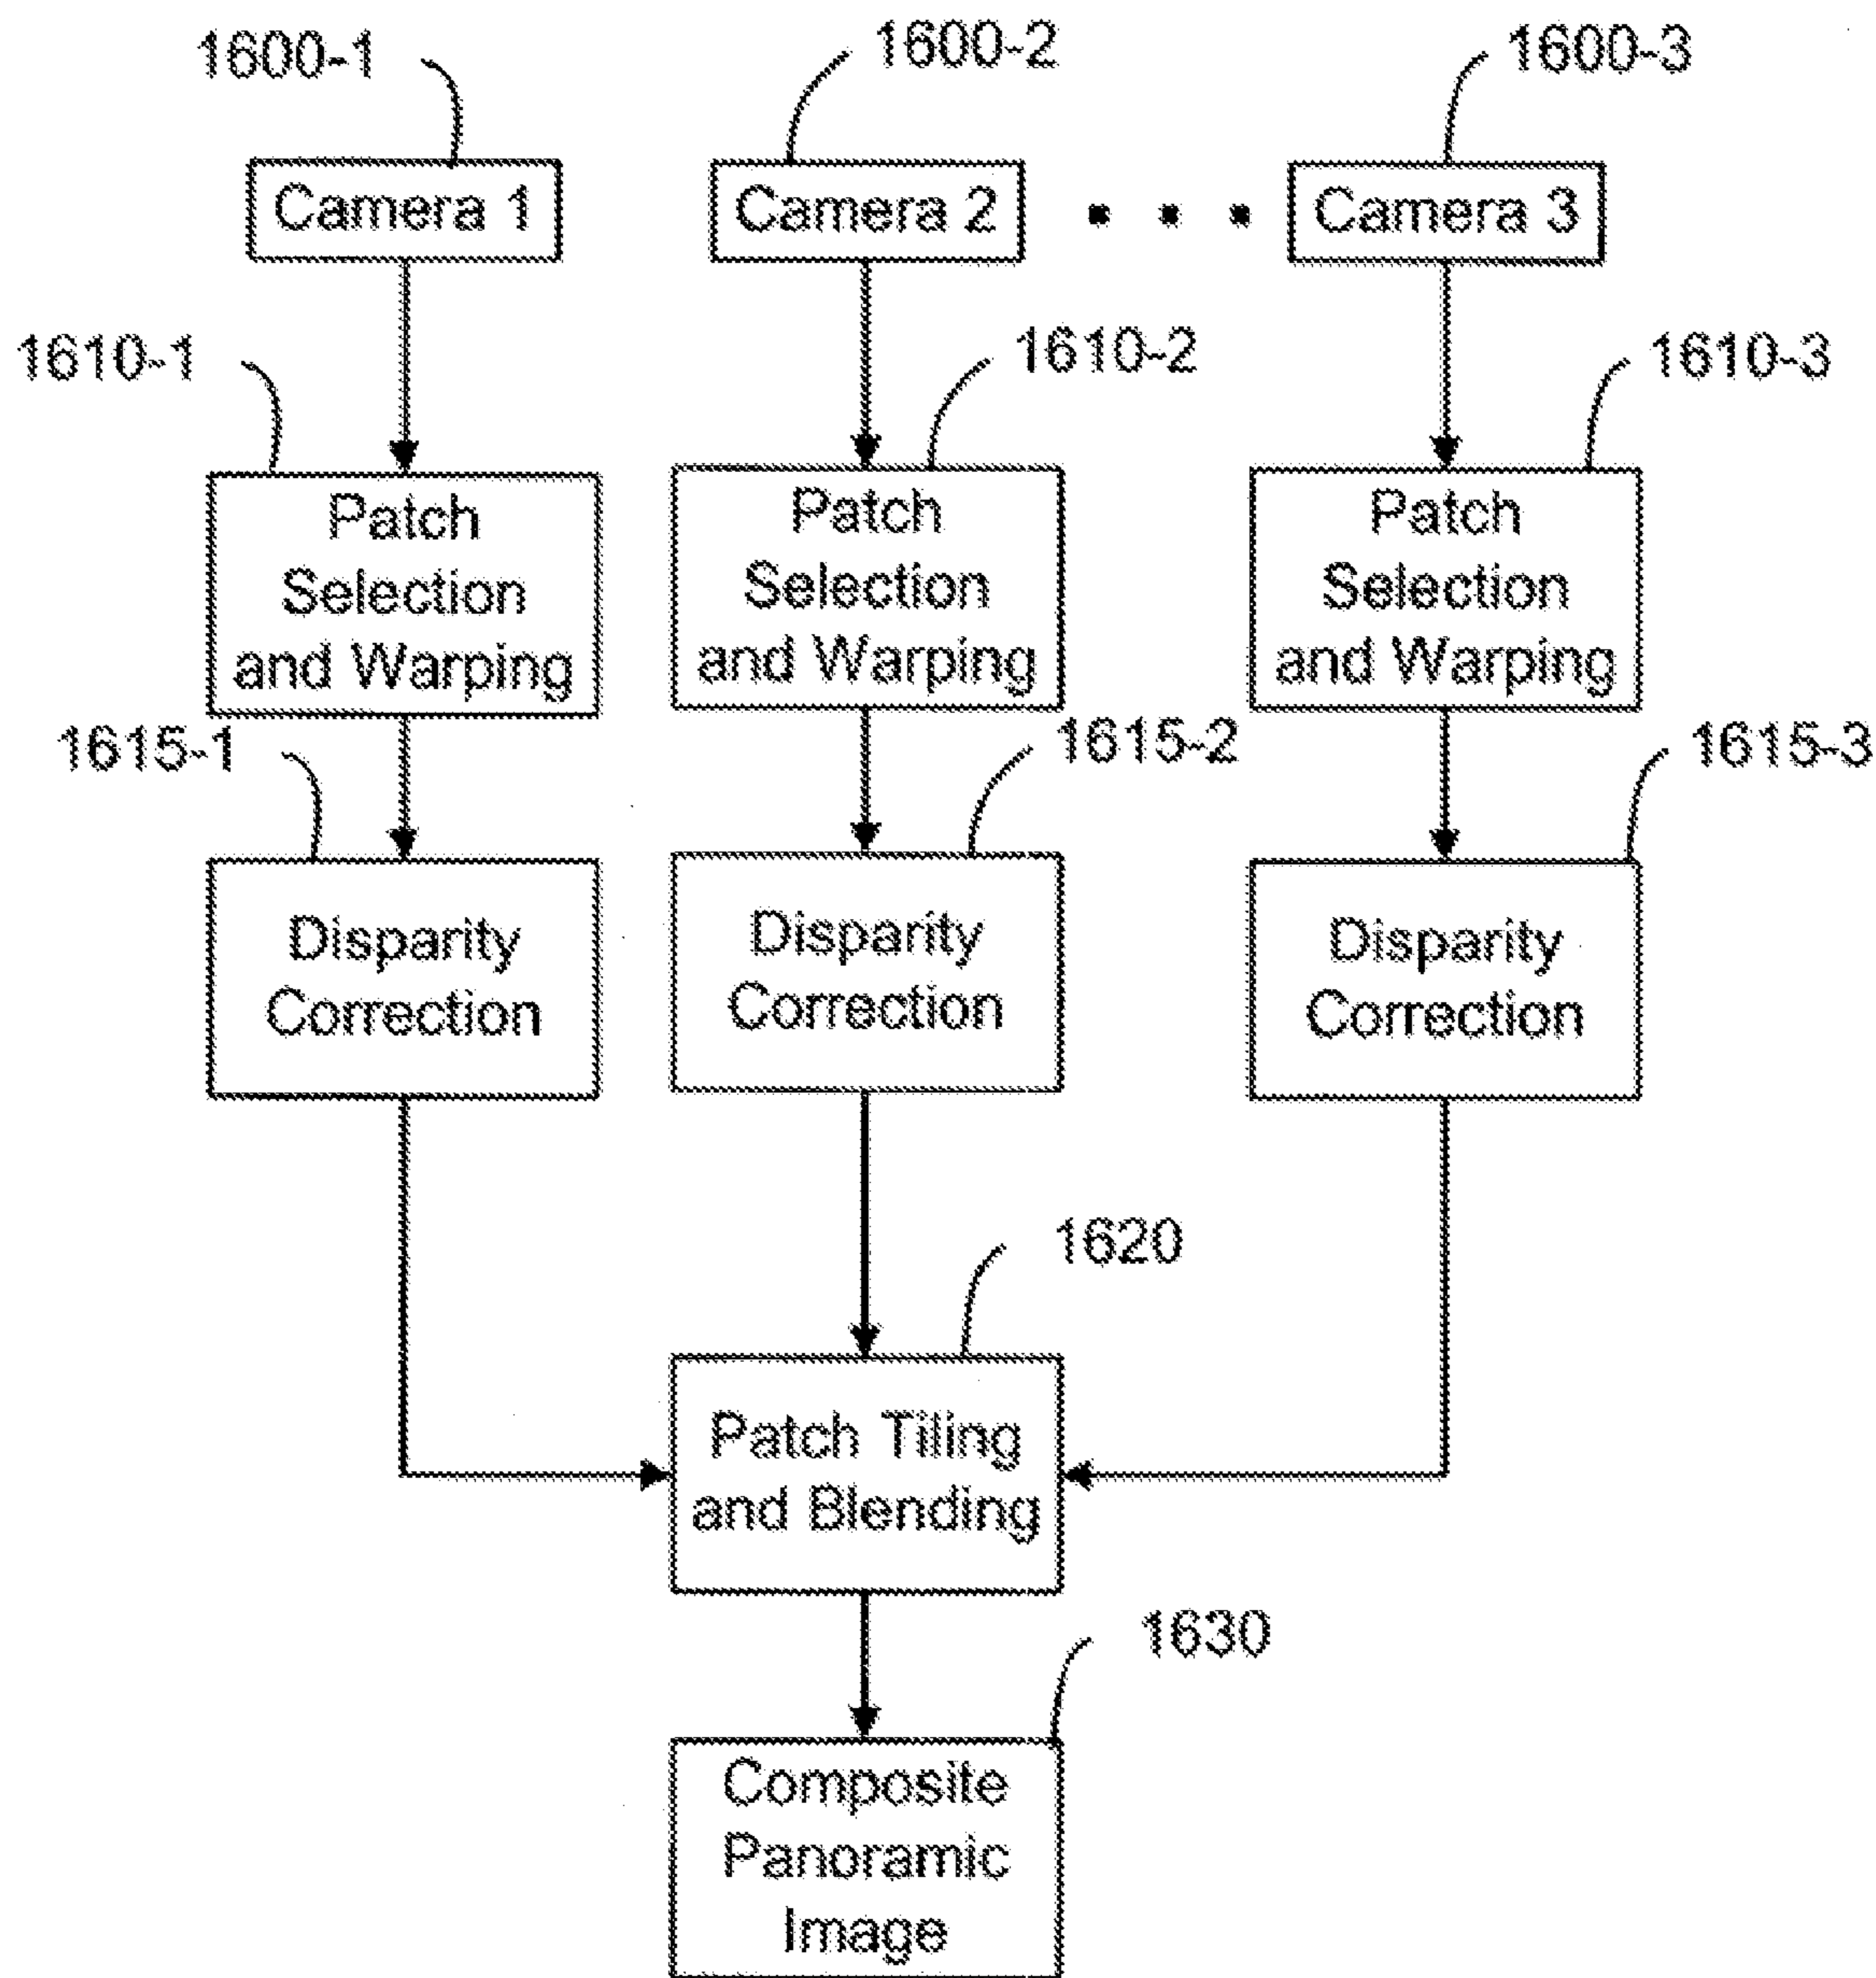 1600-1
1600-2
1600-3
Camera 1
Camera 2
Camera 3
1610-1
1610-2
1610-3
Patch
Selection
and Warping
Patch
Selection
and Warping
Patch
Selection
and Warping
1615-1
1615-2
1615-3
Disparity
Correction
Disparity
Correction
Disparity
Correction
1620
Patch Tiling
and Blending
1630
Composite
Panoramic
Image